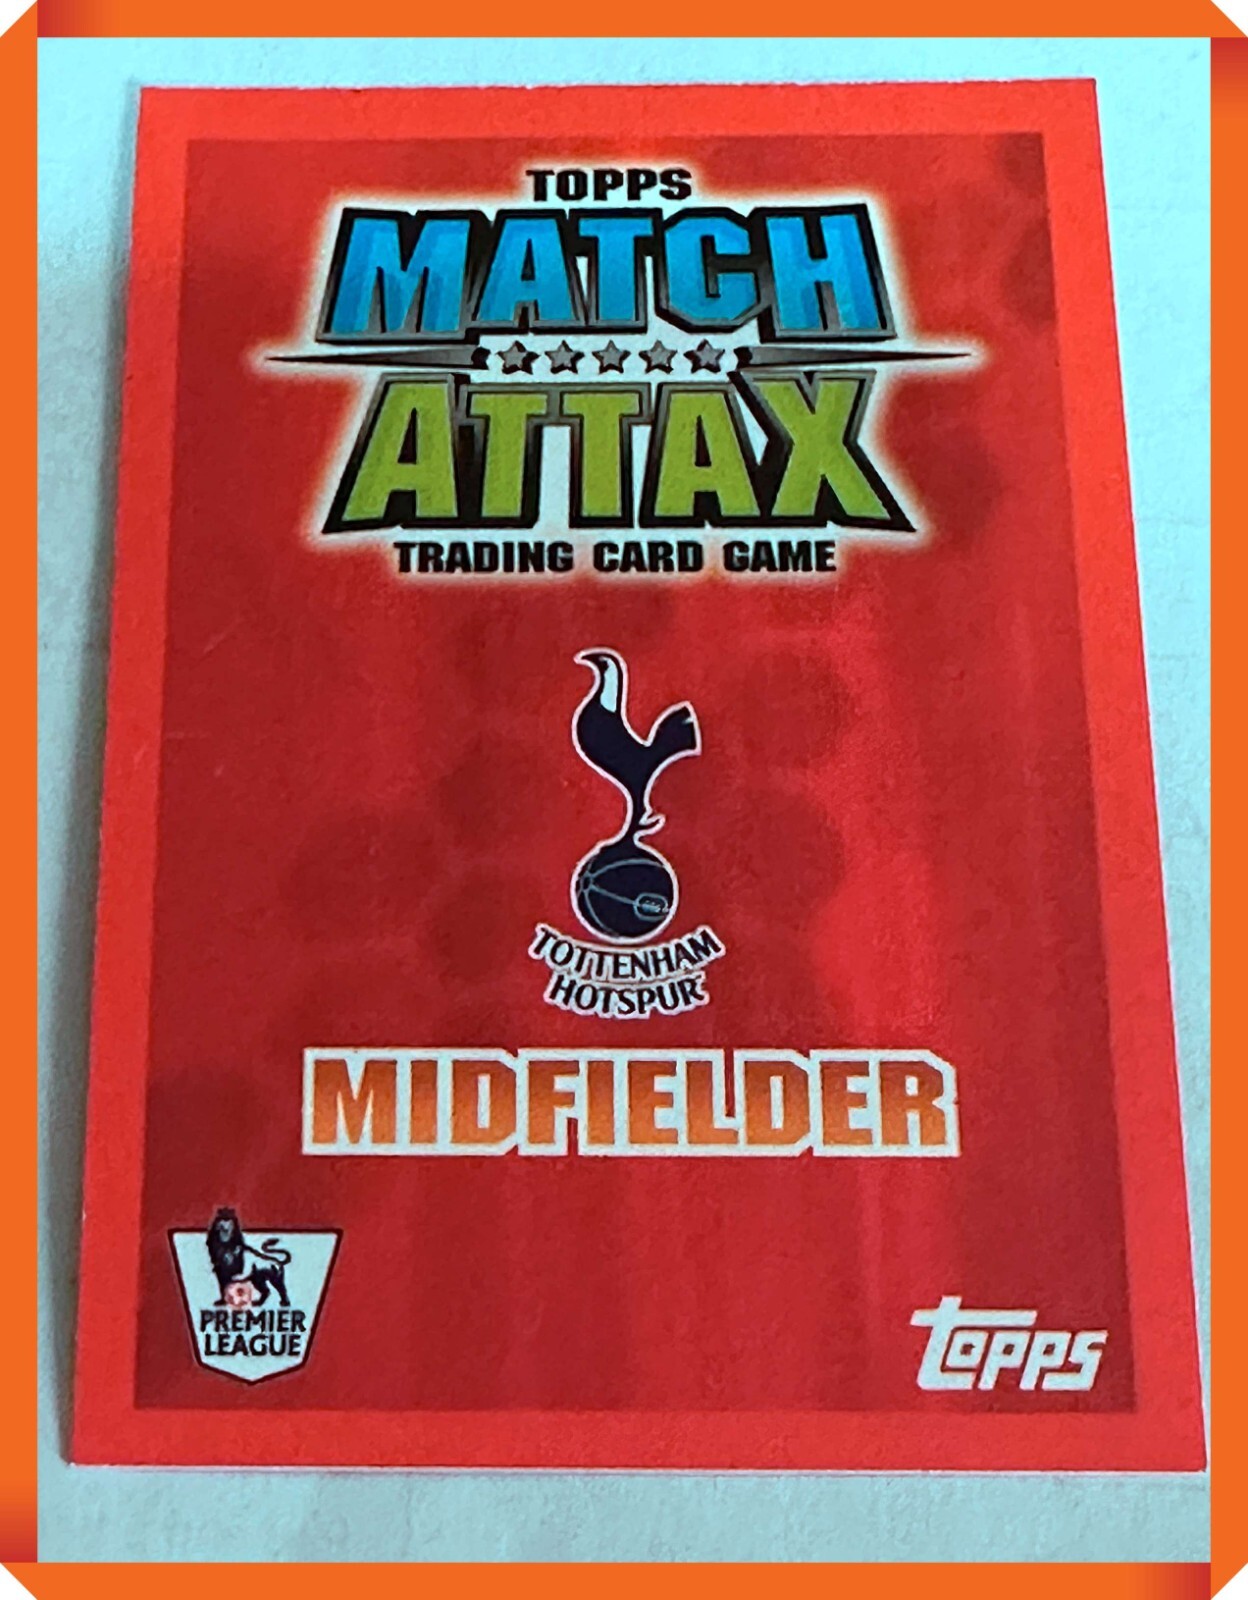 TOPPS
MATCH
ATTAX
TRADING CARD GAME
TOTTENHAM
HOTSPUR
MIDFIELDER
PREMIER
LEAGUE
topps